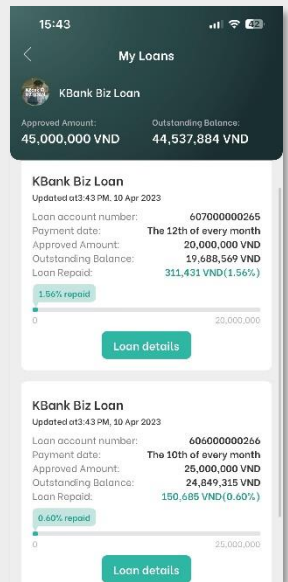 15:43
42
My Loans
KBank Biz Loan
Approved Amount: Outstanding Balance:
45,000,000 VND 44,537,884 VND
KBank Biz Loan
Updated at3:43 PM. 10 Apr 2023
Loan account number: 607000000265
Payment date: The 12th of every month
Approved Amount: 20,000,000 VND
Outstanding Balance: 19,688,569 VND
Loan Repaid: 311,431 VND(1.56%)
1.56% repaid
0 20,000,000
Loan details
KBank Biz Loan
Updated at3:43 PM, 10 Apr 2023
Loan account number: 606000000266
Payment date: The 10th of every month
Approved Amount: 25,000,000 VND
Outstanding Balance: 24,849,315 VND
Loan Repaid: 150,685 VND(0.60%)
0.60% repaid
0 25,000,000
Loan details